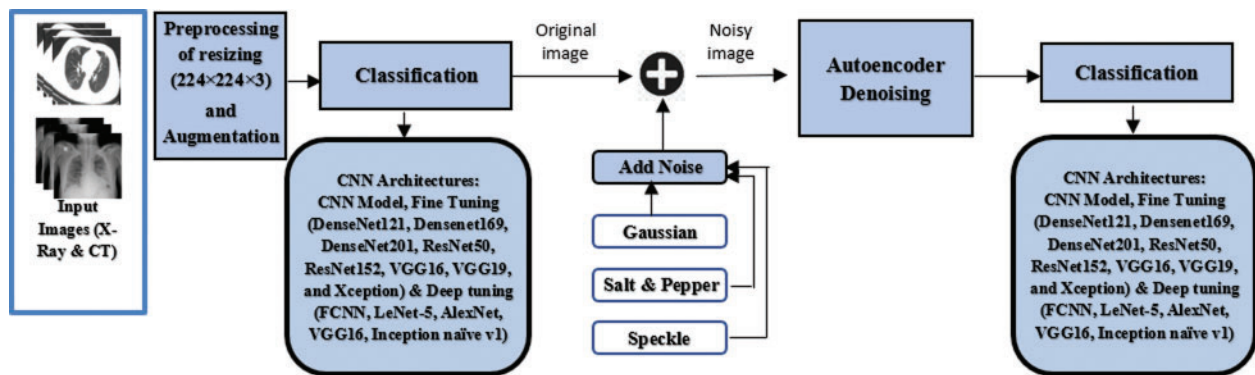 Input
Images (X-
Ray & CT)
Preprocessing
of resizing
(224×224×3)
and
Augmentation
Classification
CNN Architectures:
CNN Model, Fine Tuning
(DenseNet121, Densenet169,
DenseNet201, ResNet50,
ResNet152, VGG16, VGG19,
and Xception) & Deep tuning
(FCNN, LeNet-5, AlexNet,
VGG16, Inception naïve v1)
Original
image
Add Noise
Gaussian
Salt & Pepper
Speckle
Noisy
image
Autoencoder
Denoising
Classification
CNN Architectures:
CNN Model, Fine Tuning
(DenseNet121, Densenet169,
DenseNet201, ResNet50,
ResNet152, VGG16, VGG19,
and Xception) & Deep tuning
(FCNN, LeNet-5, AlexNet,
VGG16, Inception naïve v1)